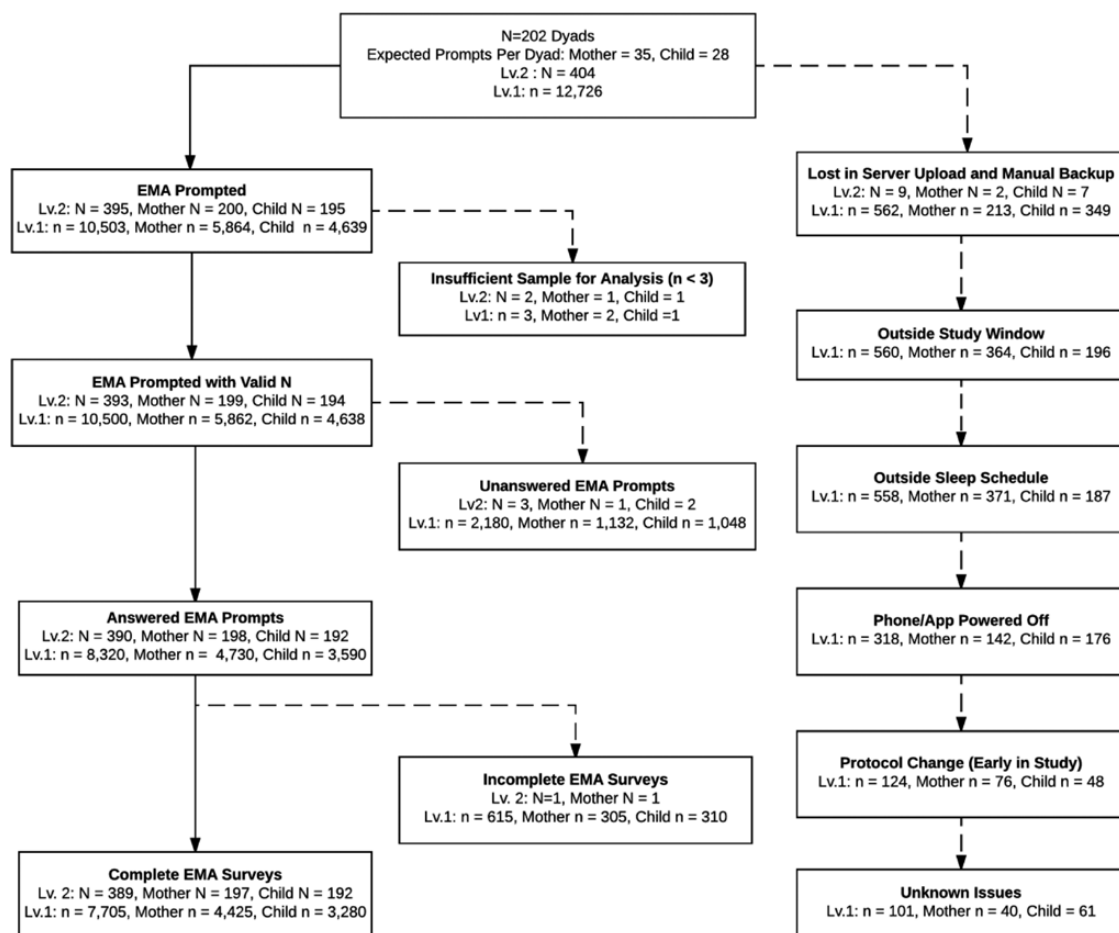 N=202 Dyads
Expected Prompts Per Dyad: Mother = 35, Child = 28
Lv.2 : N = 404
Lv.1: n = 12,726
EMA Prompted
Lv.2: N = 395, Mother N = 200, Child N = 195
Lv.1: n = 10,503, Mother n = 5,864, Child n = 4,639
Lost in Server Upload and Manual Backup
Lv.2: N = 9, Mother N = 2, Child N = 7
Lv.1: n = 562, Mother n = 213, Child n = 349
Insufficient Sample for Analysis (n < 3)
Lv.2: N = 2, Mother = 1, Child = 1
Lv1: n = 3, Mother = 2, Child =1
Outside Study Window
Lv.1: n = 560, Mother n = 364, Child n = 196
EMA Prompted with Valid N
Lv.2: N = 393, Mother N = 199, Child N = 194
Lv.1: n = 10,500, Mother n = 5,862, Child n = 4,638
Unanswered EMA Prompts
Lv2: N = 3, Mother N = 1, Child = 2
Lv.1: n = 2,180, Mother n = 1,132, Child n = 1,048
Outside Sleep Schedule
Lv.1: n = 558, Mother n = 371, Child n = 187
Answered EMA Prompts
Lv.2: N = 390, Mother N = 198, Child N = 192
Lv.1: n = 8,320, Mother n = 4,730, Child n = 3,590
Phone/App Powered Off
Lv.1: n = 318, Mother n = 142, Child n = 176
Incomplete EMA Surveys
Lv. 2: N=1, Mother N = 1
Lv.1: n = 615, Mother n = 305, Child n = 310
Protocol Change (Early in Study)
Lv.1: n = 124, Mother n = 76, Child n = 48
Complete EMA Surveys
Lv. 2: N = 389, Mother N = 197, Child N = 192
Lv.1: n = 7,705, Mother n = 4,425, Child n = 3,280
Unknown Issues
Lv.1: n = 101, Mother n = 40, Child = 61